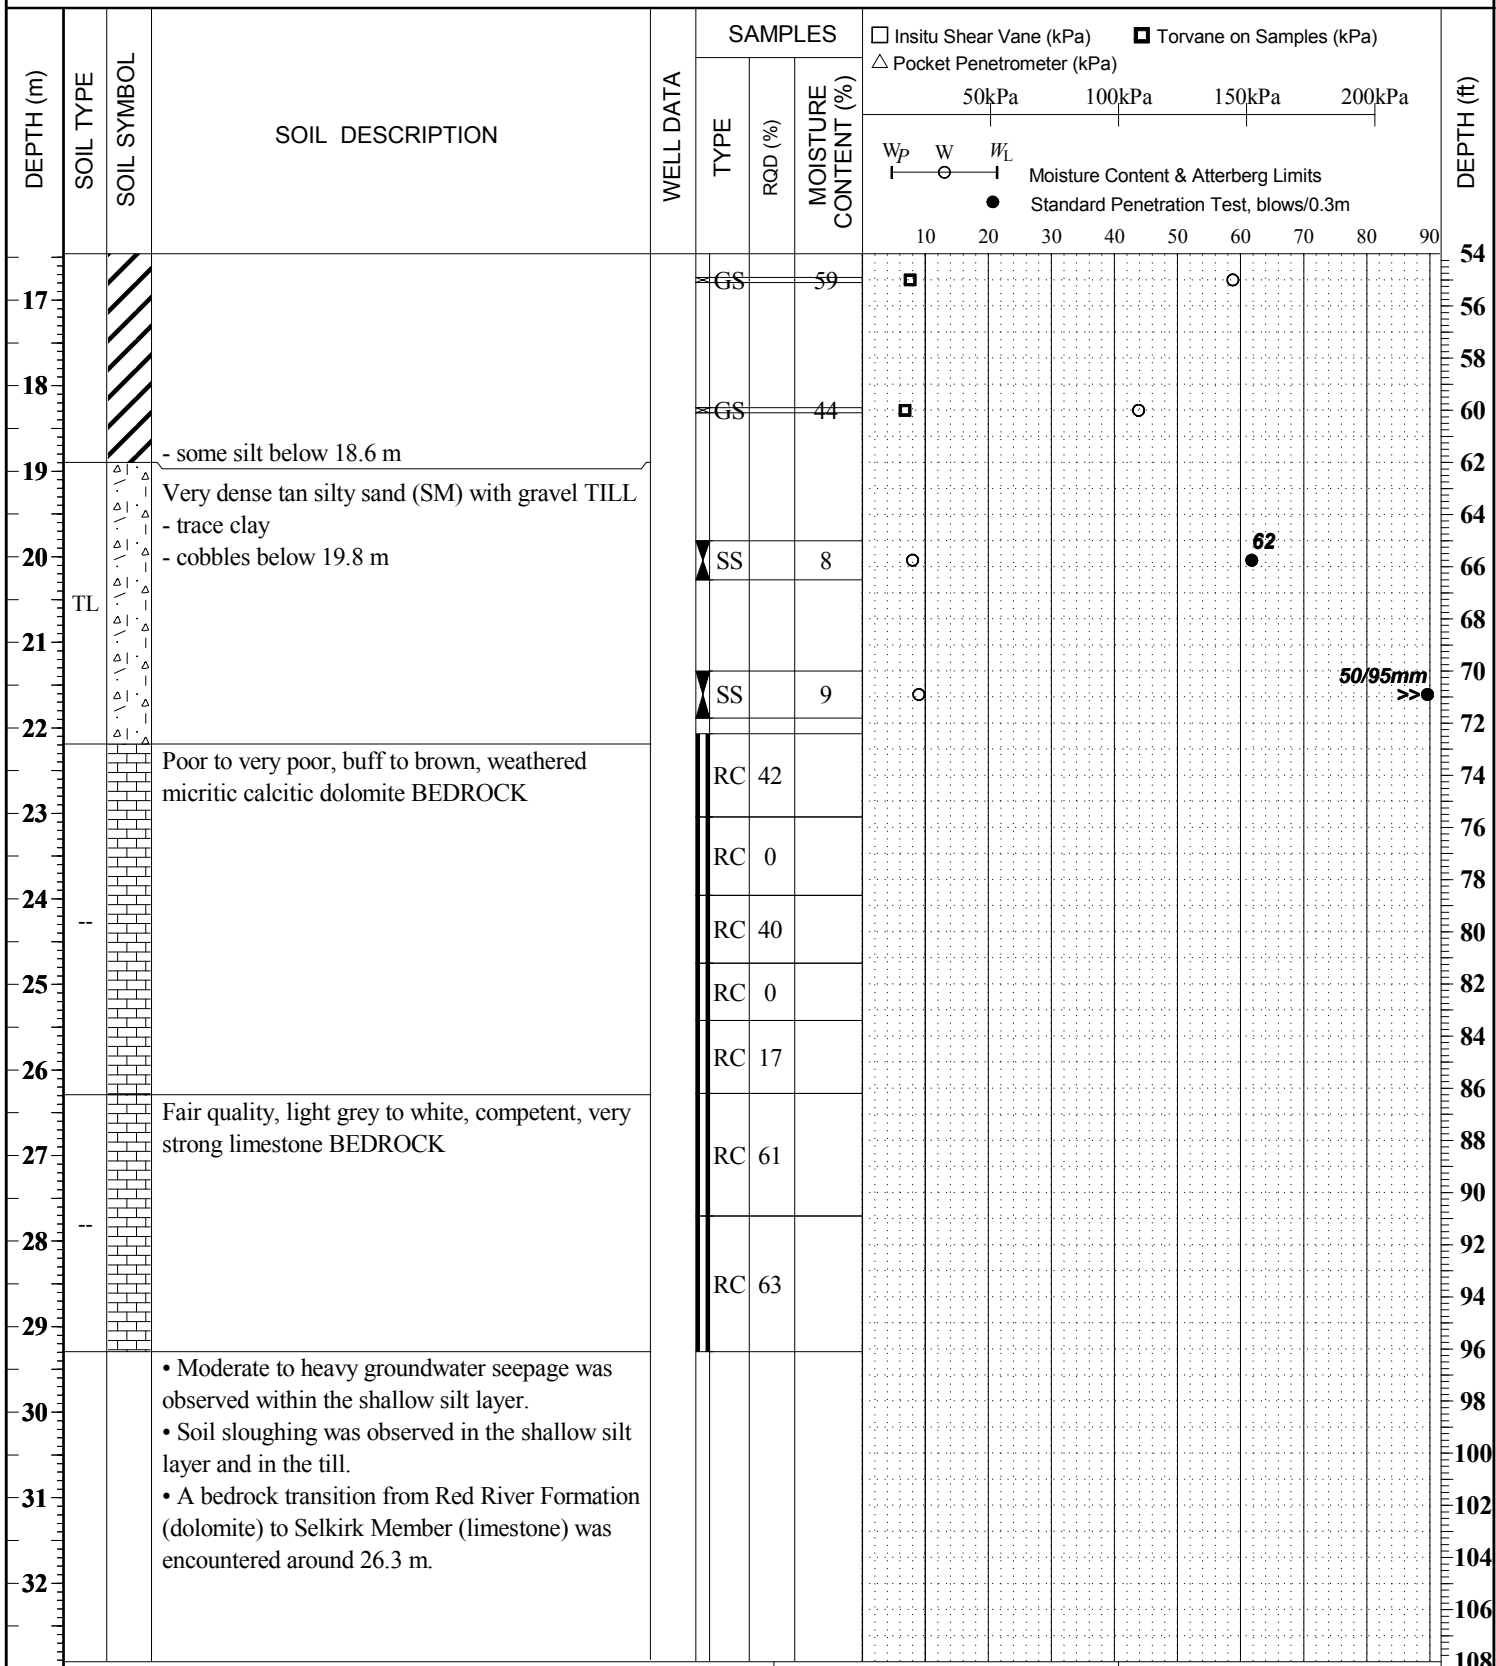 DEPTH (m)
SOIL TYPE
SOIL SYMBOL
SOIL DESCRIPTION
WELL DATA
SAMPLES
TYPE
RQD (%)
MOISTURE
CONTENT (%)
Insitu Shear Vane (kPa)
Torvane on Samples (kPa)
Pocket Penetrometer (kPa)
50kPa 100kPa 150kPa 200kPa
WP W WL
Moisture Content & Atterberg Limits
Standard Penetration Test, blows/0.3m
10 20 30 40 50 60 70 80 90
DEPTH (ft)
54
GS 59
17
56
58
18
GS 44
60
- some silt below 18.6 m
19
62
Very dense tan silty sand (SM) with gravel TILL
- trace clay
64
- cobbles below 19.8 m
62
20
SS 8
66
TL
68
21
70
50/95mm
SS 9
>>
72
22
Poor to very poor, buff to brown, weathered
micritic calcitic dolomite BEDROCK
RC 42
74
23
76
RC 0
78
24
--
RC 40
80
25
RC 0
82
84
RC 17
26
86
Fair quality, light grey to white, competent, very
strong limestone BEDROCK
88
27
RC 61
90
--
28
92
RC 63
94
29
96
• Moderate to heavy groundwater seepage was
observed within the shallow silt layer.
30
98
• Soil sloughing was observed in the shallow silt
layer and in the till.
100
31
• A bedrock transition from Red River Formation
102
(dolomite) to Selkirk Member (limestone) was
encountered around 26.3 m.
104
32
106
108